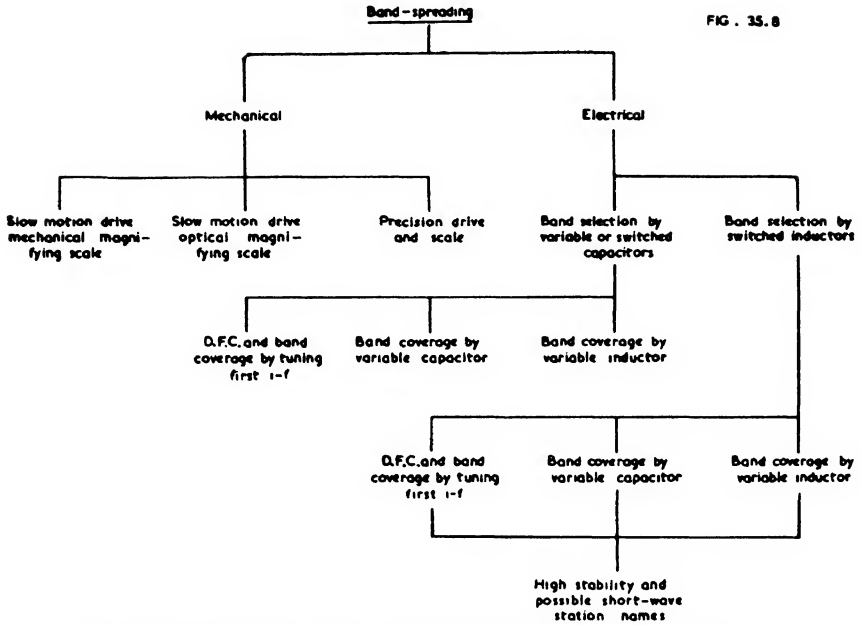 Band-spreading
FIG. 35.8
Mechanical
Electrical
Slow motion drive
mechanical magni-
fying scale
Slow motion drive
optical magni-
fying scale
Precision drive
and scale
Band selection by
variable or switched
capacitors
Band selection by
switched inductors
D.F.C. and band
coverage by tuning
first i-f
Band coverage by
variable capacitor
Band coverage by
variable inductor
D.F.C. and band
coverage by tuning
first i-f
Band coverage by
variable capacitor
Band coverage by
variable inductor
High stability and
possible short-wave
station names